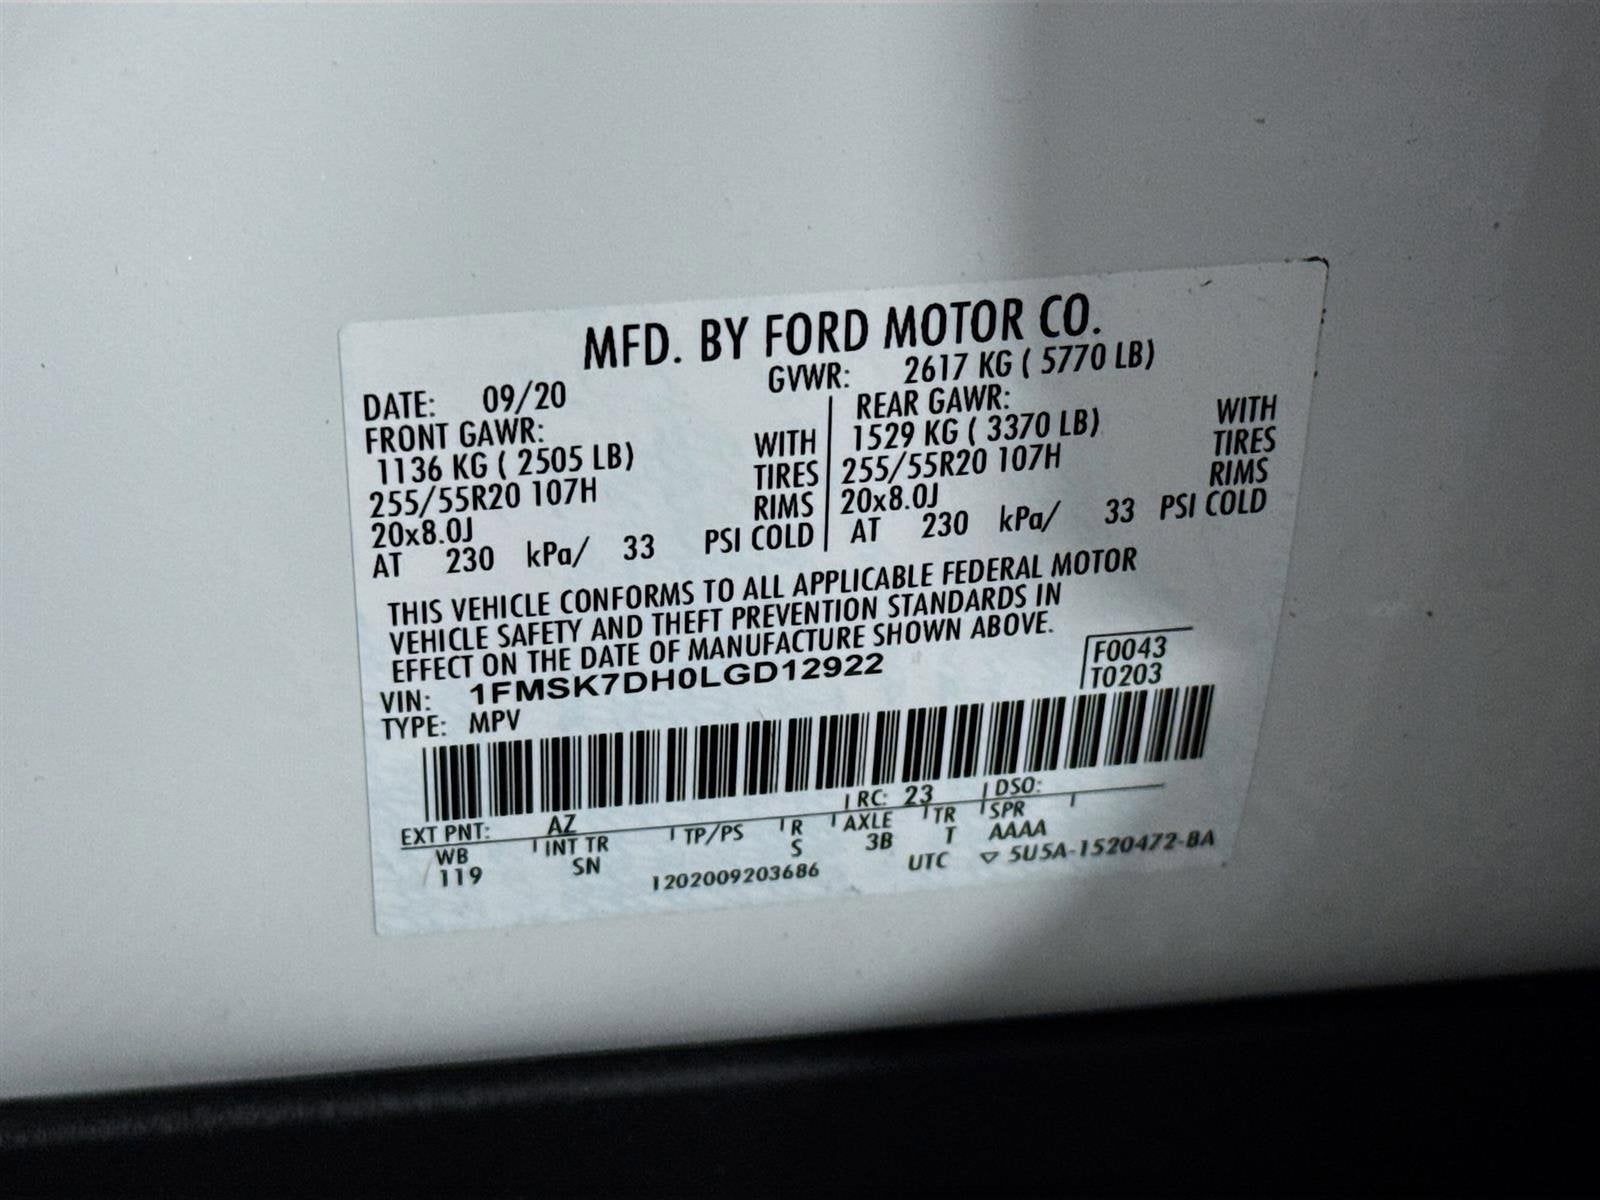 MFD. BY FORD MOTOR CO.
DATE: 09/20 GVWR: 2617 KG ( 5770 LB)
FRONT GAWR:
1136 KG ( 2505 LB) WITH
255/55R20 107H TIRES
20x8.0J RIMS
AT 230 kPa/ 33 PSI COLD
REAR GAWR:
1529 KG ( 3370 LB) WITH
255/55R20 107H TIRES
20x8.0J RIMS
AT 230 kPa/ 33 PSI COLD
THIS VEHICLE CONFORMS TO ALL APPLICABLE FEDERAL MOTOR
VEHICLE SAFETY AND THEFT PREVENTION STANDARDS IN
EFFECT ON THE DATE OF MANUFACTURE SHOWN ABOVE.
VIN: 1FMSK7DH0LGD12922
TYPE: MPV
F0043
T0203
EXT PNT: AZ RC: 23 DSO:
WB INT TR TP/PS R AXLE TR SPR
119 SN S 3B T AAAA
1202009203686 UTC ▽ 5U5A-1520472-BA